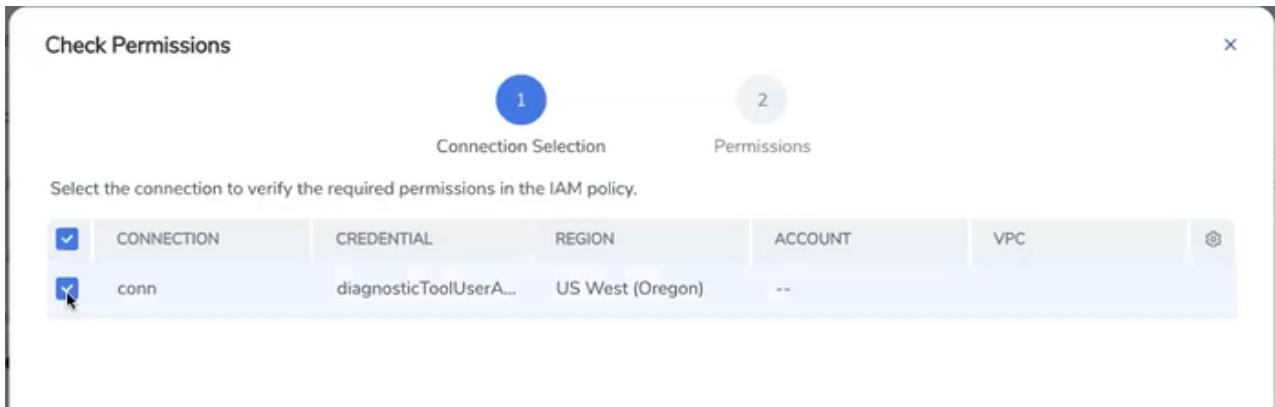 Check Permissions
1 2
Connection Selection Permissions
Select the connection to verify the required permissions in the IAM policy.
CONNECTION CREDENTIAL REGION ACCOUNT VPC
conn diagnosticToolUserA... US West (Oregon) --